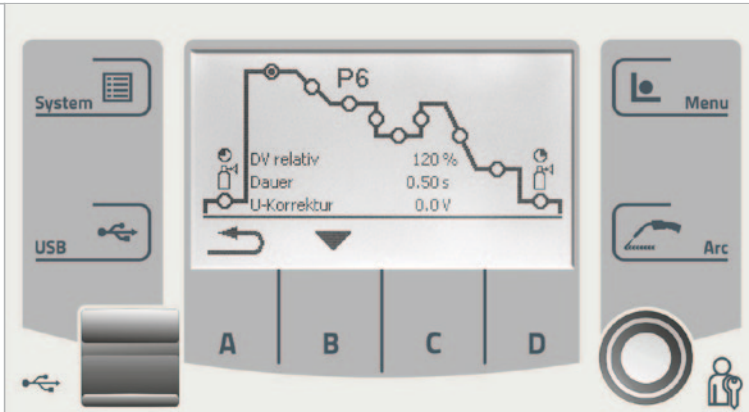 System
P6
Menu
DV relativ 120 %
Dauer 0.50 s
U-Korrektur 0.0 V
USB
Arc
A B C D